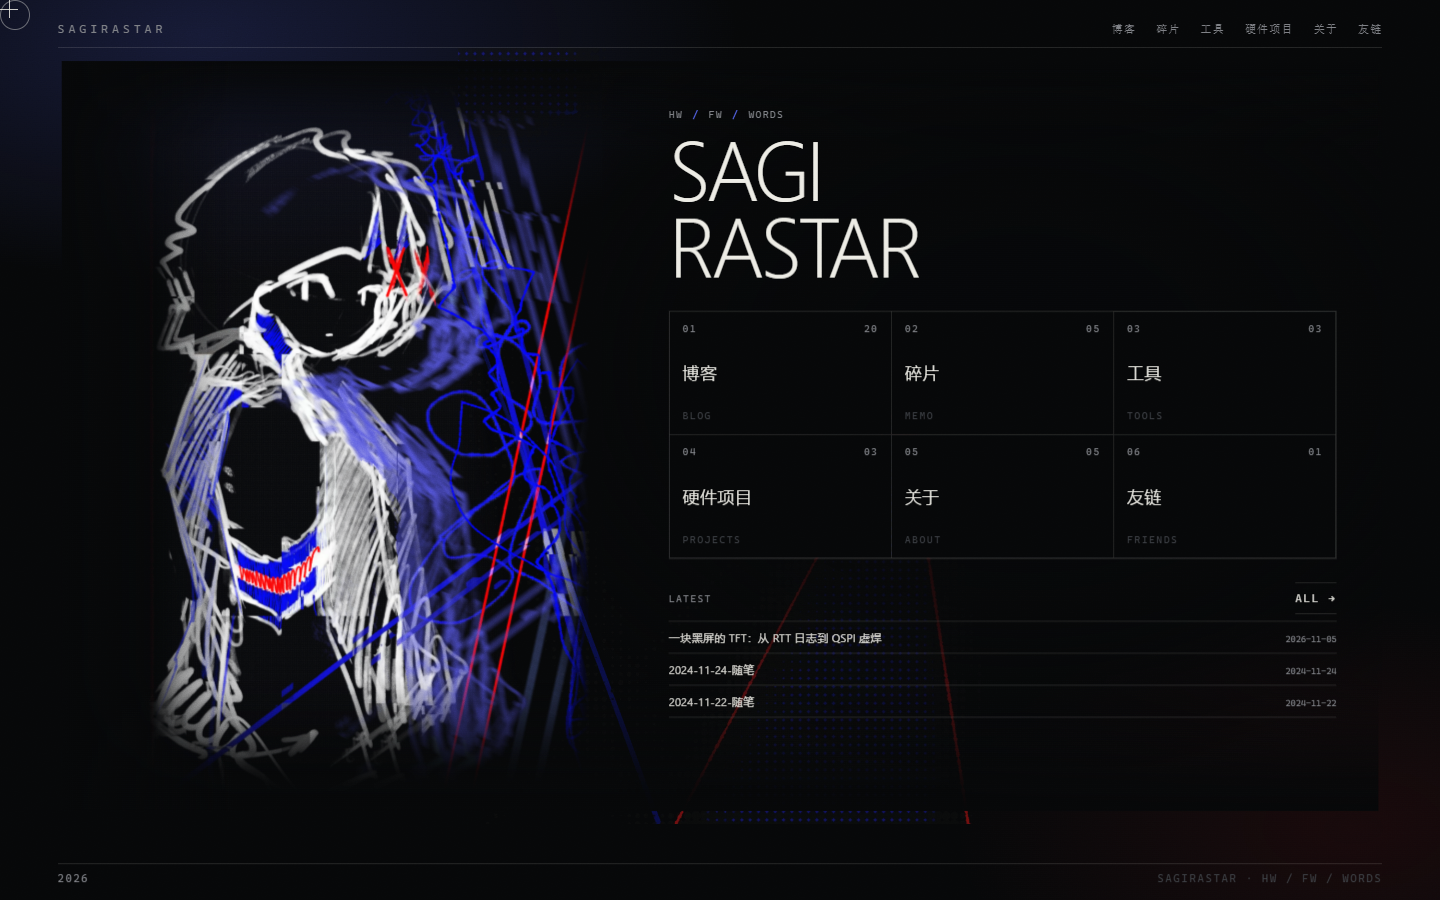 SAGIRASTAR
博客 碎片 工具 硬件项目 关于 友链
HW / FW / WORDS
SAGI
RASTAR
01 20 02 05 03 03
博客 碎片 工具
BLOG MEMO TOOLS
04 03 05 05 06 01
硬件项目 关于 友链
PROJECTS ABOUT FRIENDS
LATEST ALL →
一块黑屏的 TFT：从 RTT 日志到 QSPI 虚焊 2026-11-05
2024-11-24-随笔 2024-11-24
2024-11-22-随笔 2024-11-22
2026 SAGIRASTAR · HW / FW / WORDS